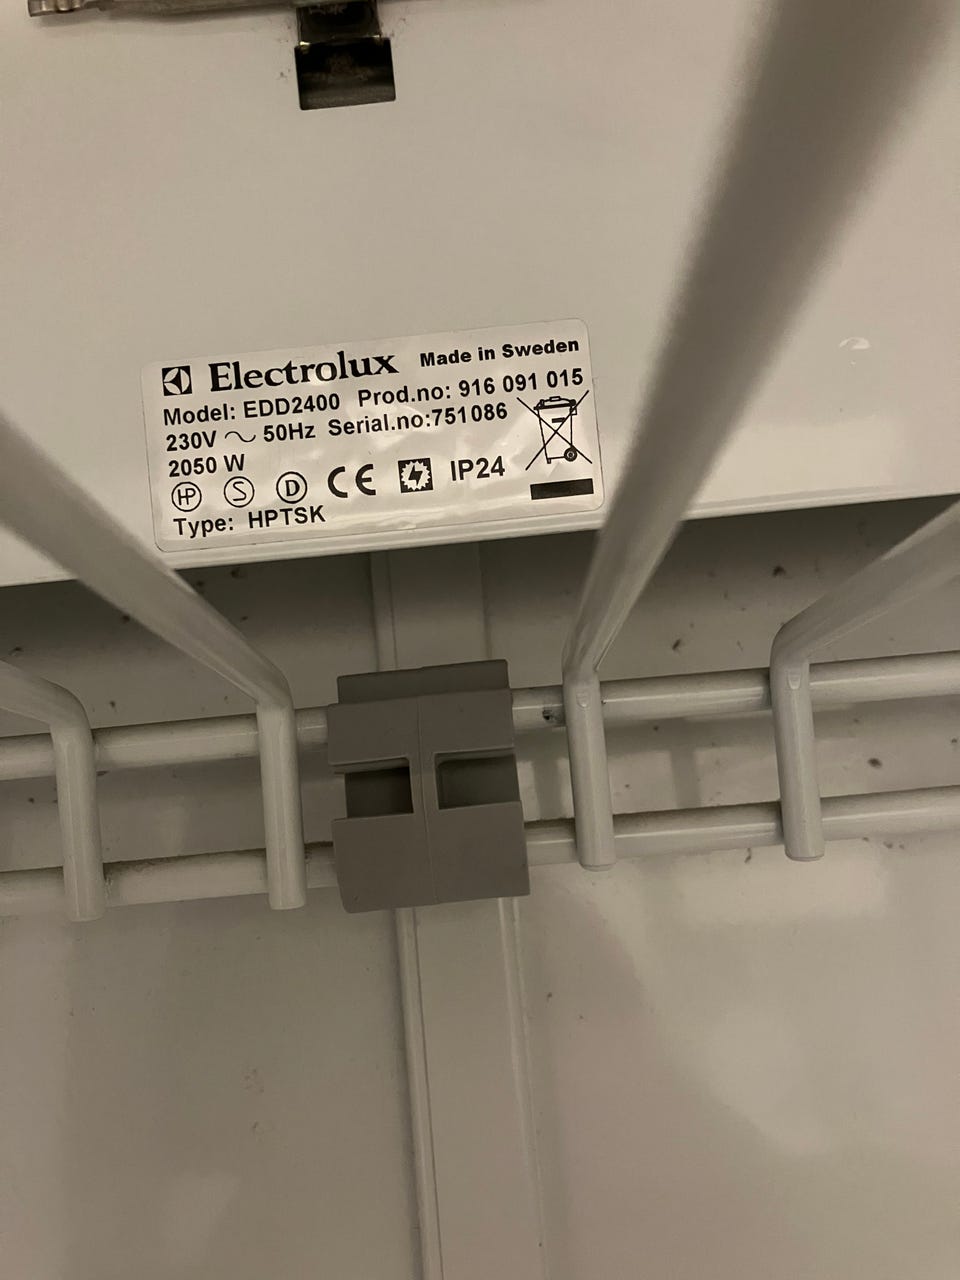 Electrolux Made in Sweden
Model: EDD2400 Prod.no: 916 091 015
230V ~ 50Hz Serial.no:751086
2050 W
HP S D CE IP24
Type: HPTSK